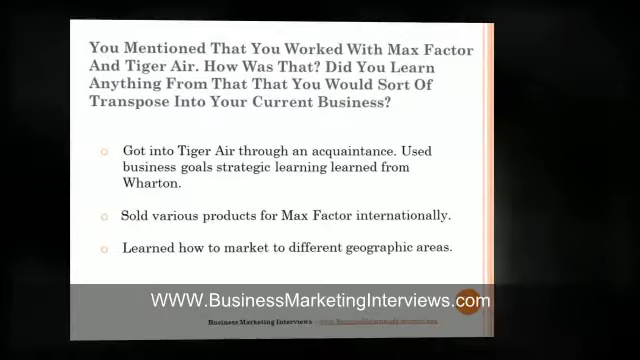 You Mentioned That You Worked With Max Factor
And Tiger Air. How Was That? Did You Learn
Anything From That That You Would Sort Of
Transpose Into Your Current Business?
Got into Tiger Air through an acquaintance. Used
business goals strategic learning learned from
Wharton.
Sold various products for Max Factor internationally.
Learned how to market to different geographic areas.
WWW.BusinessMarketingInterviews.com
Business Marketing Interviews –